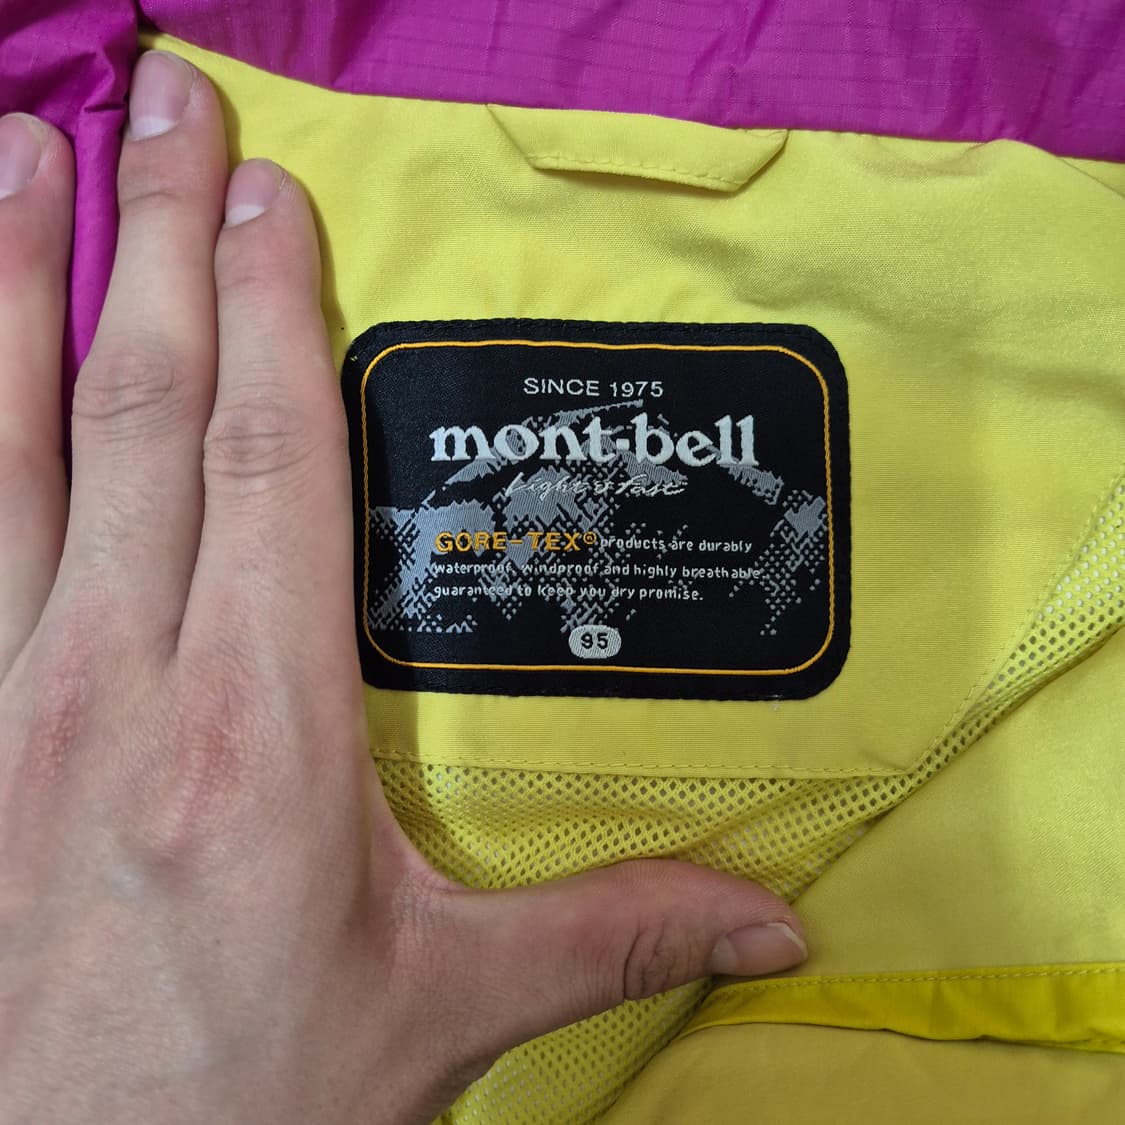 SINCE 1975
mont-bell
Light & Fast
GORE-TEX® products are durably
waterproof, windproof and highly breathable.
guaranteed to keep you dry promise.
95